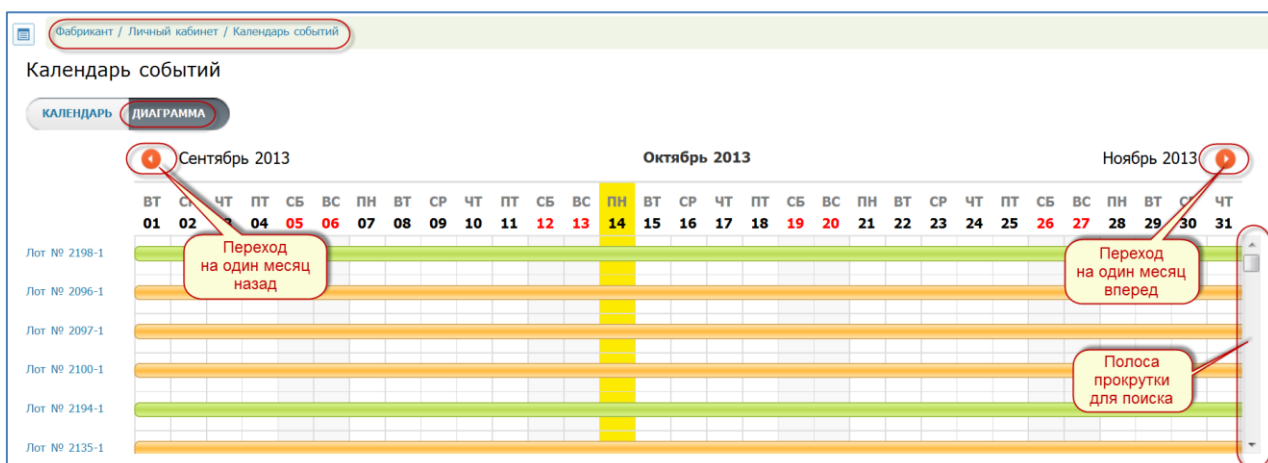 Фабрикант / Личный кабинет / Календарь событий
Календарь событий
КАЛЕНДАРЬ ДИАГРАММА
Сентябрь 2013 Октябрь 2013 Ноябрь 2013
ВТ СР ЧТ ПТ СБ ВС ПН ВТ СР ЧТ ПТ СБ ВС ПН ВТ СР ЧТ ПТ СБ ВС ПН ВТ СР ЧТ ПТ СБ ВС ПН ВТ СР ЧТ
01 02 04 05 06 07 08 09 10 11 12 13 14 15 16 17 18 19 20 21 22 23 24 25 26 27 28 29 30 31
Переход
на один месяц
назад
Переход
на один месяц
вперед
Лот № 2198-1
Лот № 2096-1
Лот № 2097-1
Лот № 2100-1
Полоса
прокрутки
для поиска
Лот № 2194-1
Лот № 2135-1